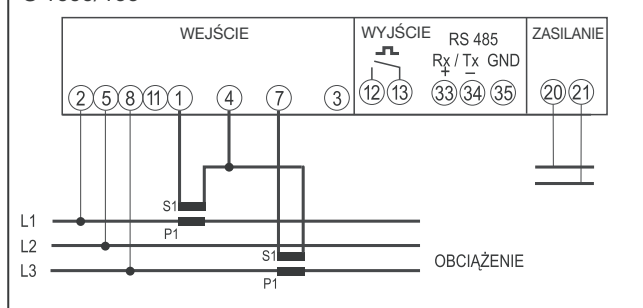 WEJŚCIE
WYJŚCIE
RS 485
Rx / Tx GND
+ –
ZASILANIE
2 5 8 11 1 4 7 3 12 13 33 34 35 20 21
S1
L1
P1
L2
S1
L3
OBCIĄŻENIE
P1